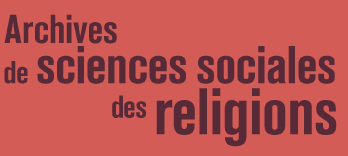 Archives
de sciences sociales
des religions